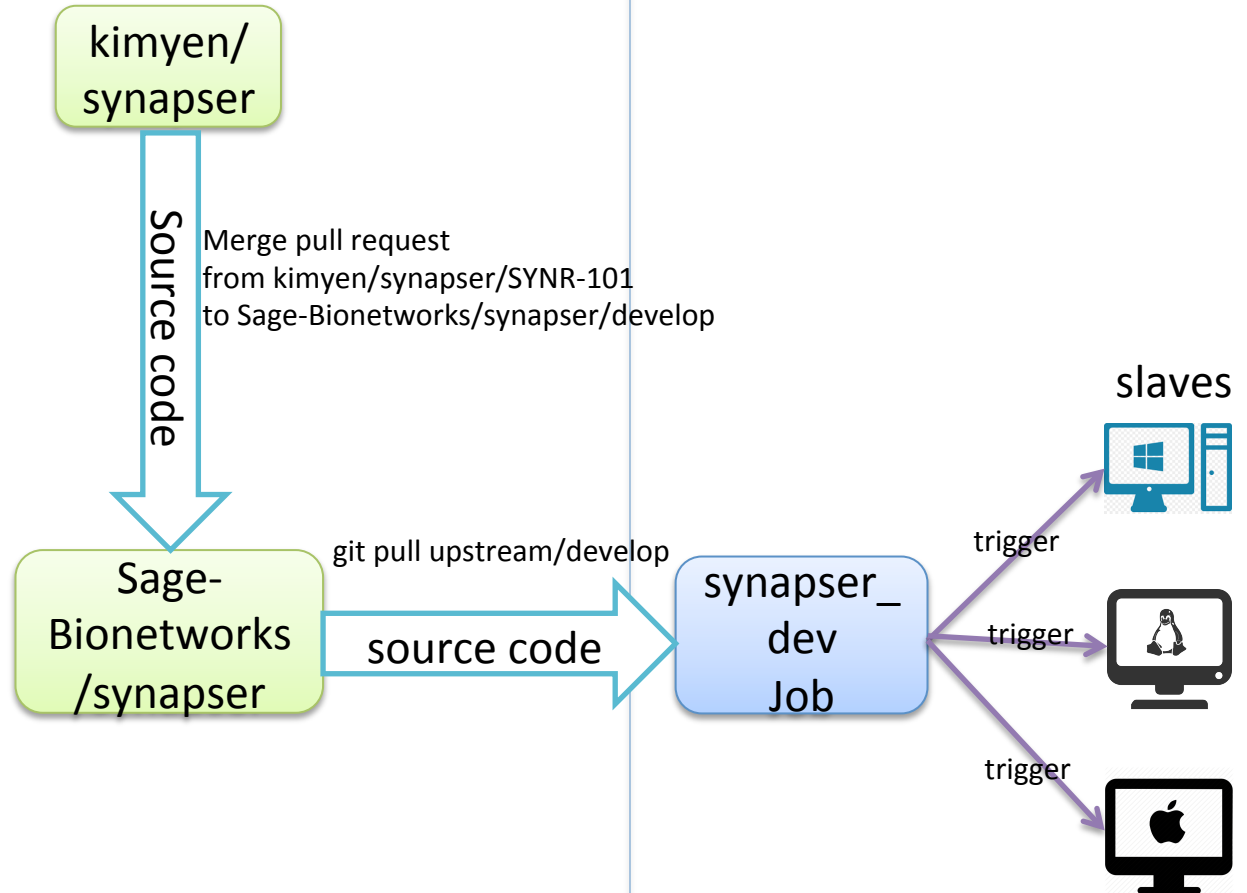 kimyen/
synapser
Source code
Merge pull request
from kimyen/synapser/SYNR-101
to Sage-Bionetworks/synapser/develop
slaves
git pull upstream/develop
Sage-
Bionetworks
/synapser
source code
synapser_
dev
Job
trigger
trigger
trigger